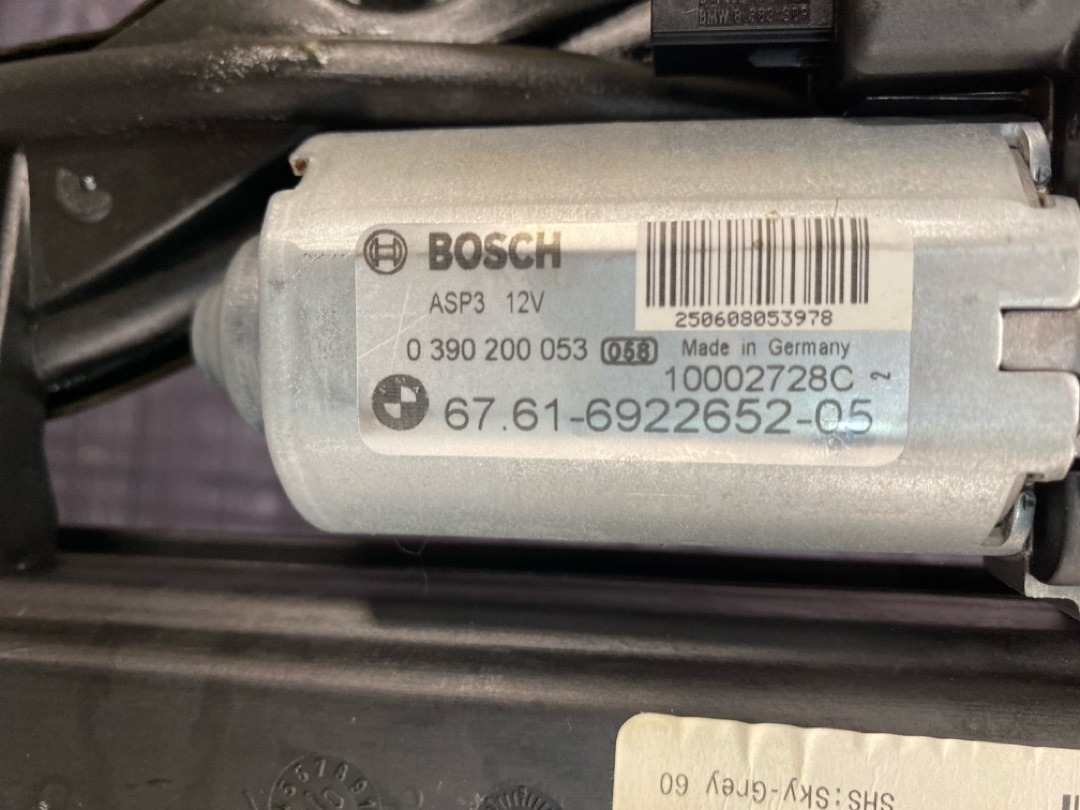 BOSCH
ASP3 12V
250608053978
0 390 200 053 058 Made in Germany
10002728C 2
67.61-6922652-05
SHS:Sky-Grey 60